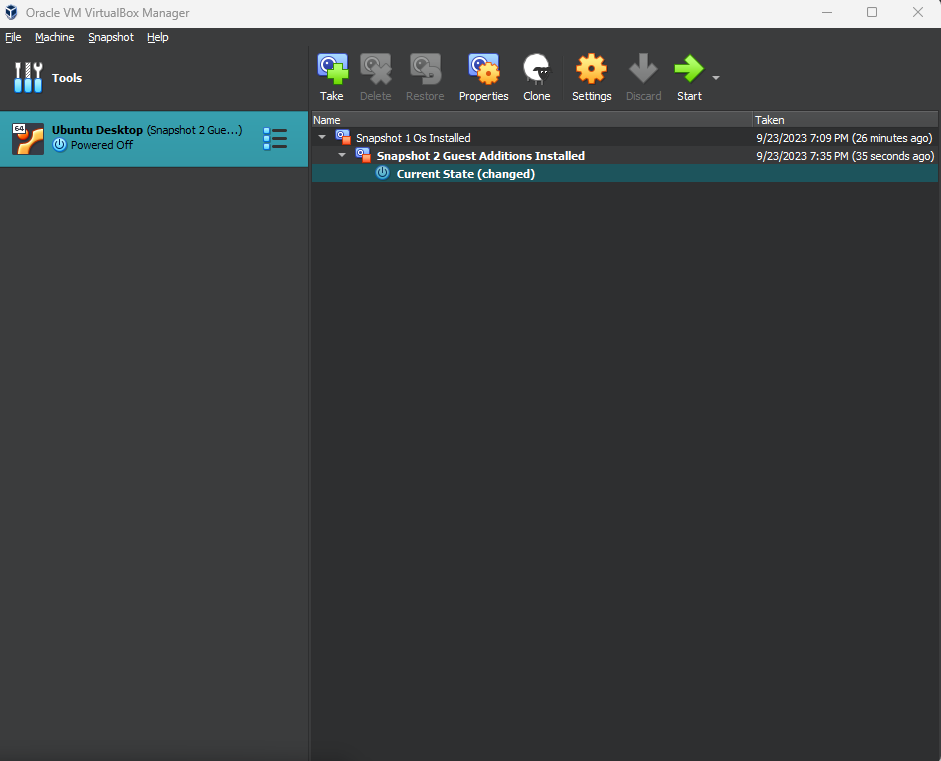 Oracle VM VirtualBox Manager
File Machine Snapshot Help
Tools
Take Delete Restore Properties Clone Settings Discard Start
Name Taken
64 Ubuntu Desktop (Snapshot 2 Gue...)
Powered Off
Snapshot 1 Os Installed 9/23/2023 7:09 PM (26 minutes ago)
Snapshot 2 Guest Additions Installed 9/23/2023 7:35 PM (35 seconds ago)
Current State (changed)